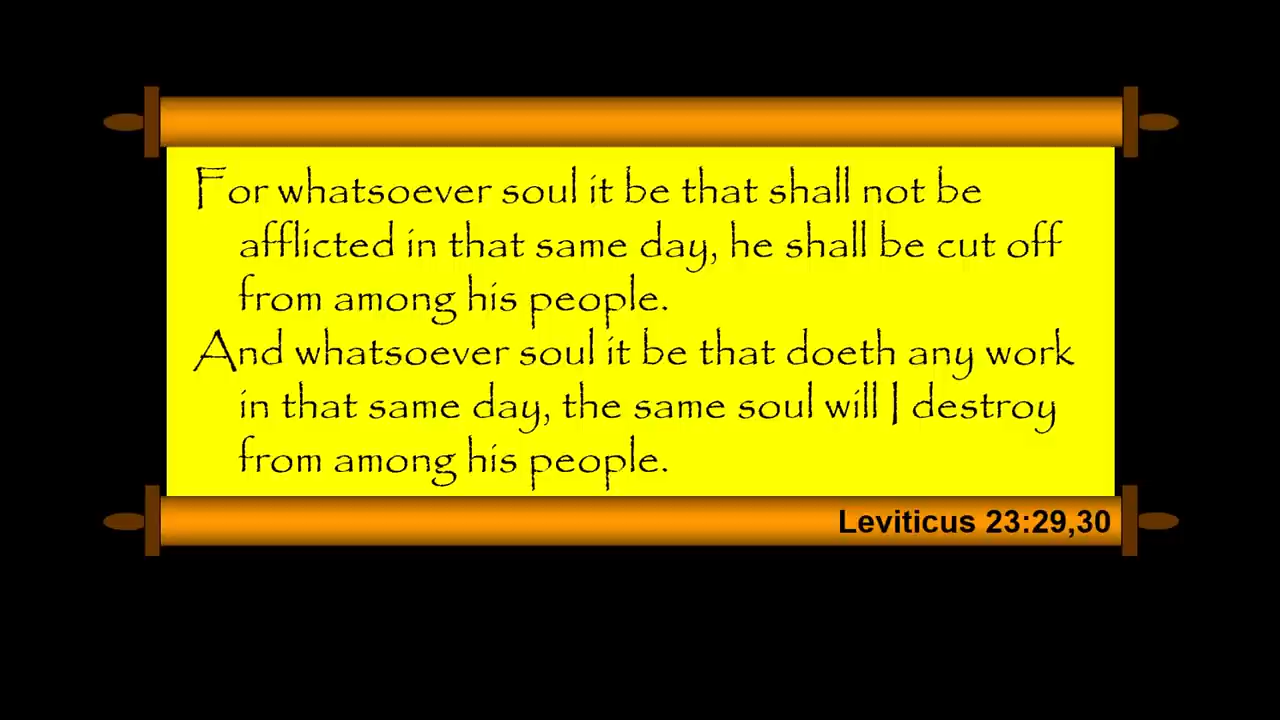 For whatsoever soul it be that shall not be
afflicted in that same day, he shall be cut off
from among his people.
And whatsoever soul it be that doeth any work
in that same day, the same soul will I destroy
from among his people.
Leviticus 23:29,30